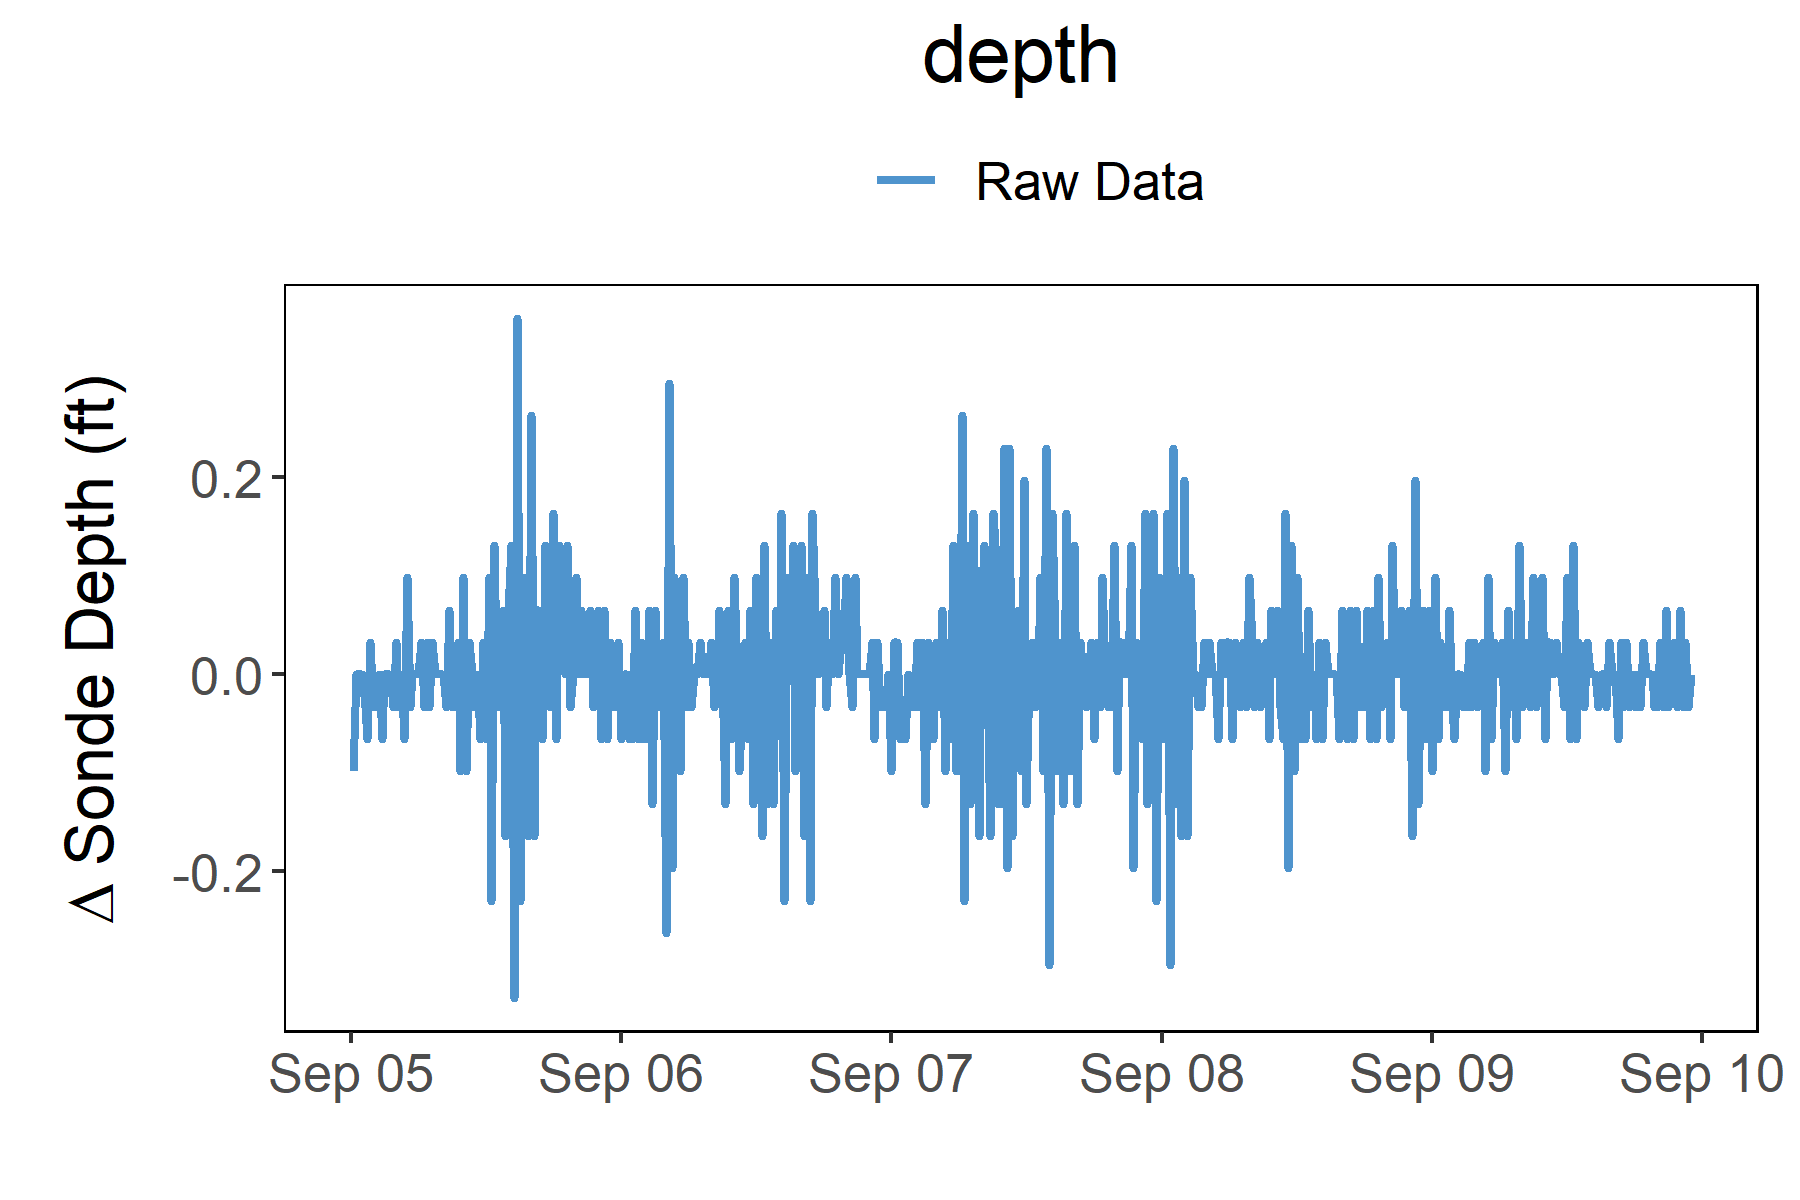 depth
Raw Data
Δ Sonde Depth (ft)
0.2
0.0
-0.2
Sep 05 Sep 06 Sep 07 Sep 08 Sep 09 Sep 10